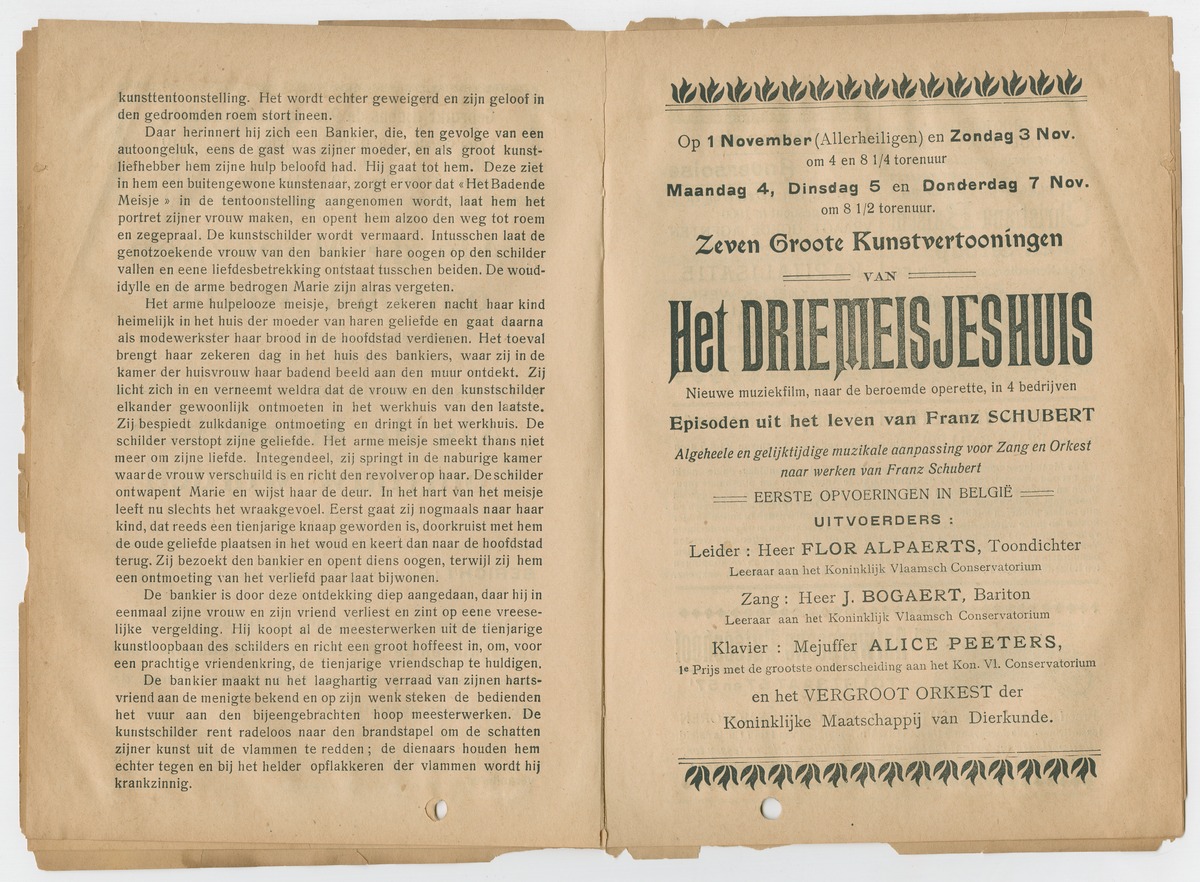 kunsttentoonstelling. Het wordt echter geweigerd en zijn geloof in
den gedroomden roem stort ineen.
Daar herinnert hij zich een Bankier, die, ten gevolge van een
autoongeluk, eens de gast was zijner moeder, en als groot kunst-
liefhebber hem zijne hulp beloofd had. Hij gaat tot hem. Deze ziet
in hem een buitengewone kunstenaar, zorgt ervoor dat « Het Badende
Meisje » in de tentoonstelling aangenomen wordt, laat hem het
portret zijner vrouw maken, en opent hem alzoo den weg tot roem
en zegepraal. De kunstschilder wordt vermaard. Intusschen laat de
genotzoekende vrouw van den bankier hare oogen op den schilder
vallen en eene liefdesbetrekking ontstaat tusschen beiden. De woud-
idylle en de arme bedrogen Marie zijn alras vergeten.
Het arme hulpelooze meisje, brengt zekeren nacht haar kind
heimelijk in het huis der moeder van haren geliefde en gaat daarna
als modewerkster haar brood in de hoofdstad verdienen. Het toeval
brengt haar zekeren dag in het huis des bankiers, waar zij in de
kamer der huisvrouw haar badend beeld aan den muur ontdekt. Zij
licht zich in en verneemt weldra dat de vrouw en den kunstschilder
elkander gewoonlijk ontmoeten in het werkhuis van den laatste.
Zij bespiedt zulkdanige ontmoeting en dringt in het werkhuis. De
schilder verstopt zijne geliefde. Het arme meisje smeekt thans niet
meer om zijne liefde. Integendeel, zij springt in de naburige kamer
waar de vrouw verschuild is en richt den revolver op haar. De schilder
ontwapent Marie en wijst haar de deur. In het hart van het meisje
leeft nu slechts het wraakgevoel. Eerst gaat zij nogmaals naar haar
kind, dat reeds een tienjarige knaap geworden is, doorkruist met hem
de oude geliefde plaatsen in het woud en keert dan naar de hoofdstad
terug. Zij bezoekt den bankier en opent diens oogen, terwijl zij hem
een ontmoeting van het verliefd paar laat bijwonen.
De bankier is door deze ontdekking diep aangedaan, daar hij in
eenmaal zijne vrouw en zijn vriend verliest en zint op eene vreese-
lijke vergelding. Hij koopt al de meesterwerken uit de tienjarige
kunstloopbaan des schilders en richt een groot hoffeest in, om, voor
een prachtige vriendenkring, de tienjarige vriendschap te huldigen.
De bankier maakt nu het laaghartig verraad van zijnen harts-
vriend aan de menigte bekend en op zijn wenk steken de bedienden
het vuur aan den bijeengebrachten hoop meesterwerken. De
kunstschilder rent radeloos naar den brandstapel om de schatten
zijner kunst uit de vlammen te redden ; de dienaars houden hem
echter tegen en bij het helder opflakkeren der vlammen wordt hij
krankzinnig.
Op 1 November (Allerheiligen) en Zondag 3 Nov.
om 4 en 8 1/4 torenuur
Maandag 4, Dinsdag 5 en Donderdag 7 Nov.
om 8 1/2 torenuur.
Zeven Groote Kunstvertooningen
VAN
Het DRIEMEISJESHUIS
Nieuwe muziekfilm, naar de beroemde operette, in 4 bedrijven
Episoden uit het leven van Franz SCHUBERT
Algeheele en gelijktijdige muzikale aanpassing voor Zang en Orkest
naar werken van Franz Schubert
EERSTE OPVOERINGEN IN BELGIË
UITVOERDERS :
Leider : Heer FLOR ALPAERTS, Toondichter
Leeraar aan het Koninklijk Vlaamsch Conservatorium
Zang : Heer J. BOGAERT, Bariton
Leeraar aan het Koninklijk Vlaamsch Conservatorium
Klavier : Mejuffer ALICE PEETERS,
1e Prijs met de grootste onderscheiding aan het Kon. Vl. Conservatorium
en het VERGROOT ORKEST der
Koninklijke Maatschappij van Dierkunde.